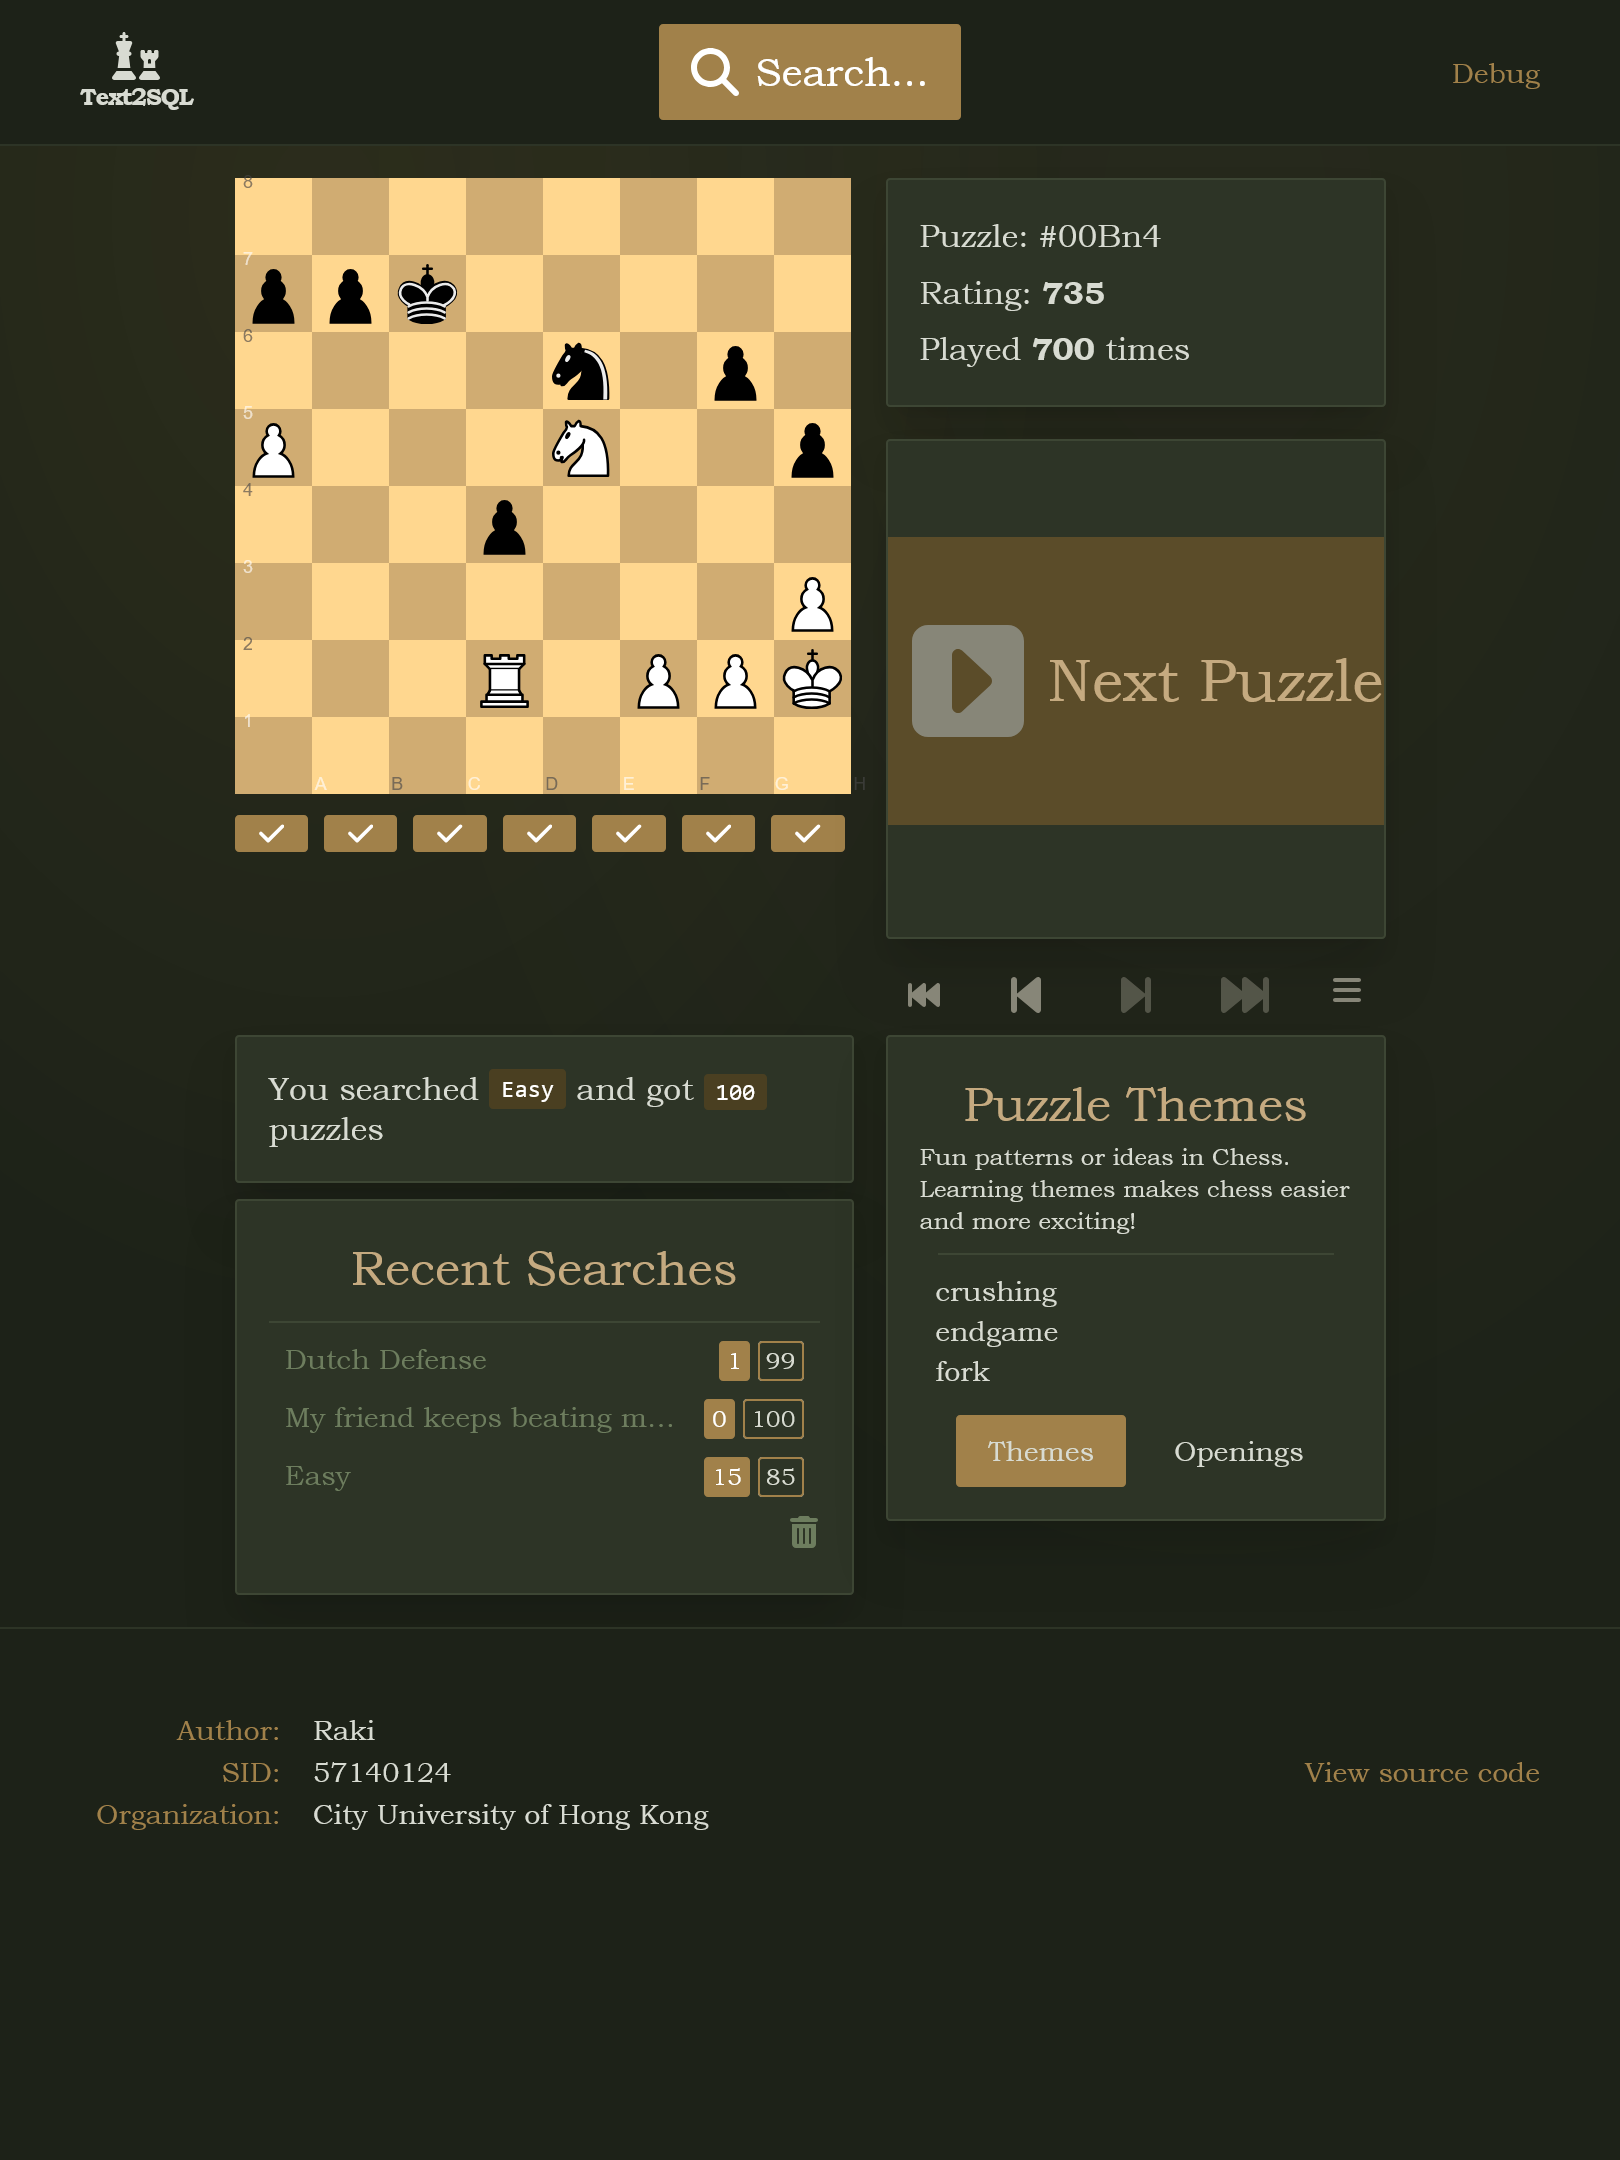 Text2SQL
Search...
Debug
8
7
6
5
4
3
2
1
A B C D E F G H
Puzzle: #00Bn4
Rating: 735
Played 700 times
Next Puzzle
You searched Easy and got 100
puzzles
Recent Searches
Dutch Defense 1 99
My friend keeps beating m... 0 100
Easy 15 85
Puzzle Themes
Fun patterns or ideas in Chess.
Learning themes makes chess easier
and more exciting!
crushing
endgame
fork
Themes Openings
Author: Raki
SID: 57140124
Organization: City University of Hong Kong
View source code